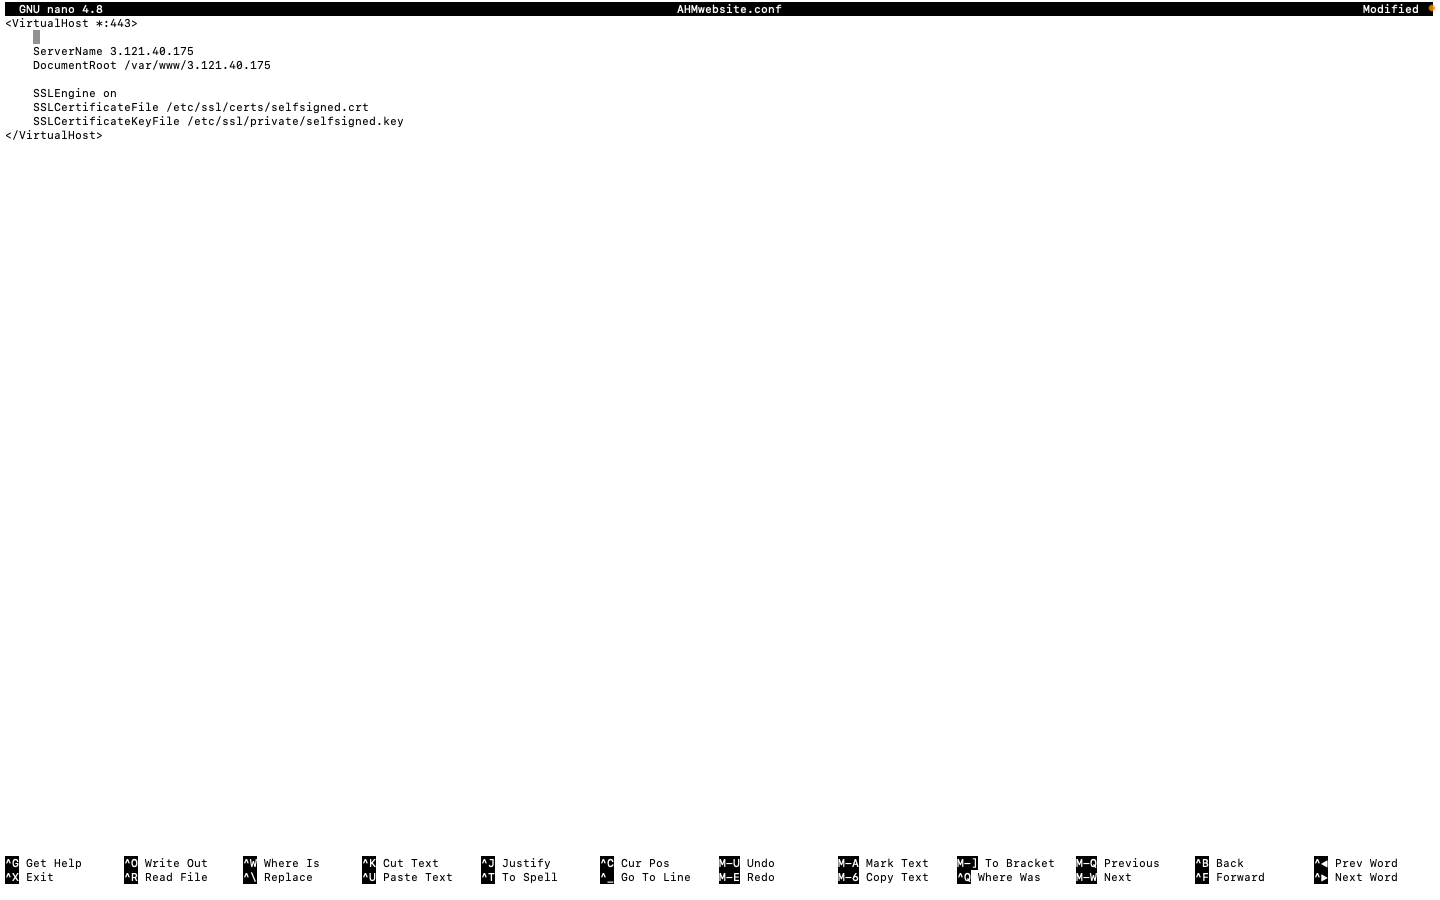 GNU nano 4.8 AHMwebsite.conf Modified
<VirtualHost *:443>
ServerName 3.121.40.175
DocumentRoot /var/www/3.121.40.175
SSLEngine on
SSLCertificateFile /etc/ssl/certs/selfsigned.crt
SSLCertificateKeyFile /etc/ssl/private/selfsigned.key
</VirtualHost>
^G Get Help ^O Write Out ^W Where Is ^K Cut Text ^J Justify ^C Cur Pos M-U Undo M-A Mark Text M-] To Bracket M-Q Previous ^B Back ^◀ Prev Word
^X Exit ^R Read File ^\ Replace ^U Paste Text ^T To Spell ^_ Go To Line M-E Redo M-6 Copy Text ^Q Where Was M-W Next ^F Forward ^▶ Next Word